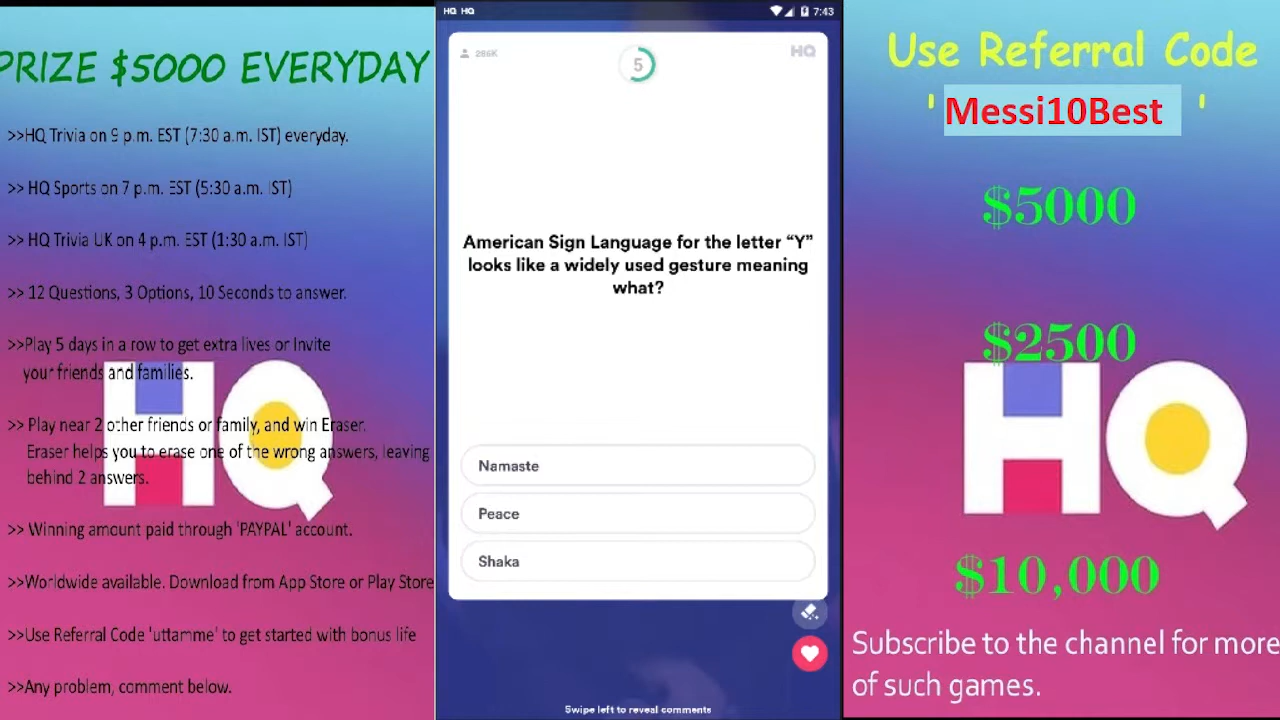 PRIZE $5000 EVERYDAY
>>HQ Trivia on 9 p.m. EST (7:30 a.m. IST) everyday.
>> HQ Sports on 7 p.m. EST (5:30 a.m. IST)
>> HQ Trivia UK on 4 p.m. EST (1:30 a.m. IST)
>> 12 Questions, 3 Options, 10 Seconds to answer.
>>Play 5 days in a row to get extra lives or Invite
your friends and families.
>> Play near 2 other friends or family, and win Eraser.
Eraser helps you to erase one of the wrong answers, leaving
behind 2 answers.
>> Winning amount paid through 'PAYPAL' account.
>>Worldwide available. Download from App Store or Play Store
>>Use Referral Code 'uttamme' to get started with bonus life
>>Any problem, comment below.
HQ
HQ HQ
7:43
286K
5
HQ
American Sign Language for the letter “Y”
looks like a widely used gesture meaning
what?
Namaste
Peace
Shaka
Swipe left to reveal comments
Use Referral Code
' Messi10Best '
$5000
$2500
HQ
$10,000
Subscribe to the channel for more
of such games.